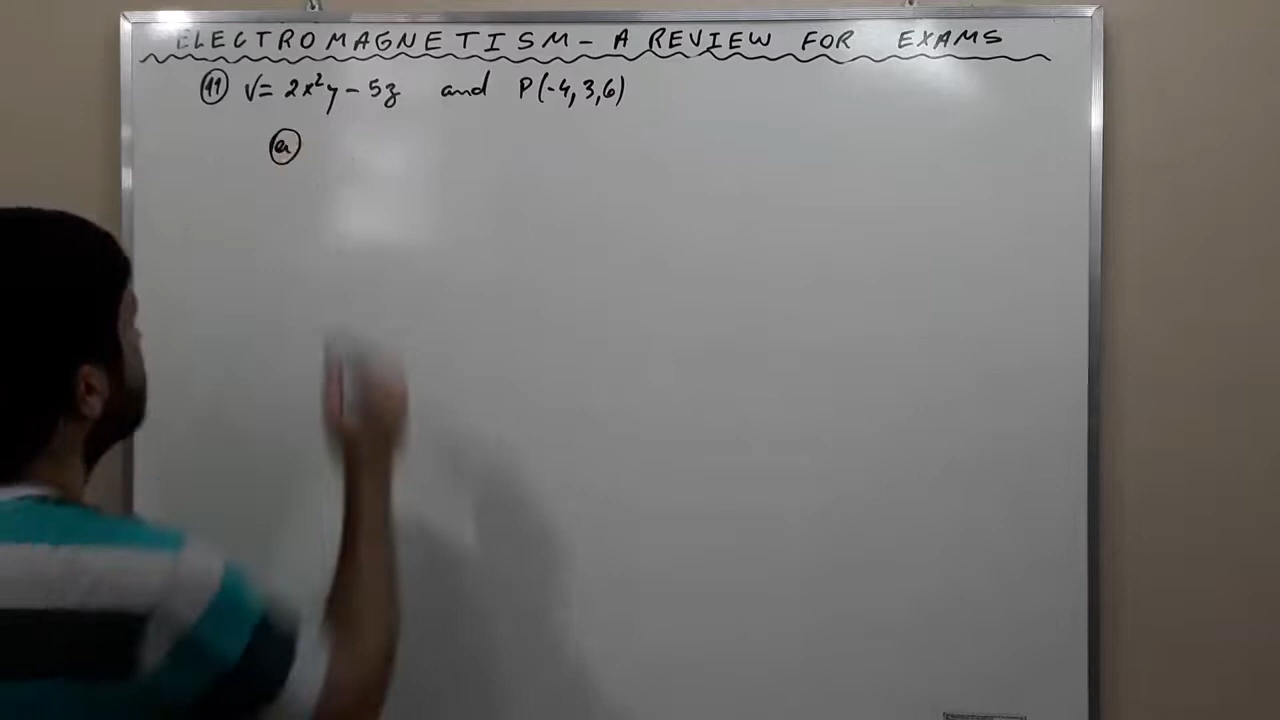 ELECTROMAGNETISM - A REVIEW FOR EXAMS
⑪ V = 2x²y - 5z and P(-4, 3, 6)
ⓐ